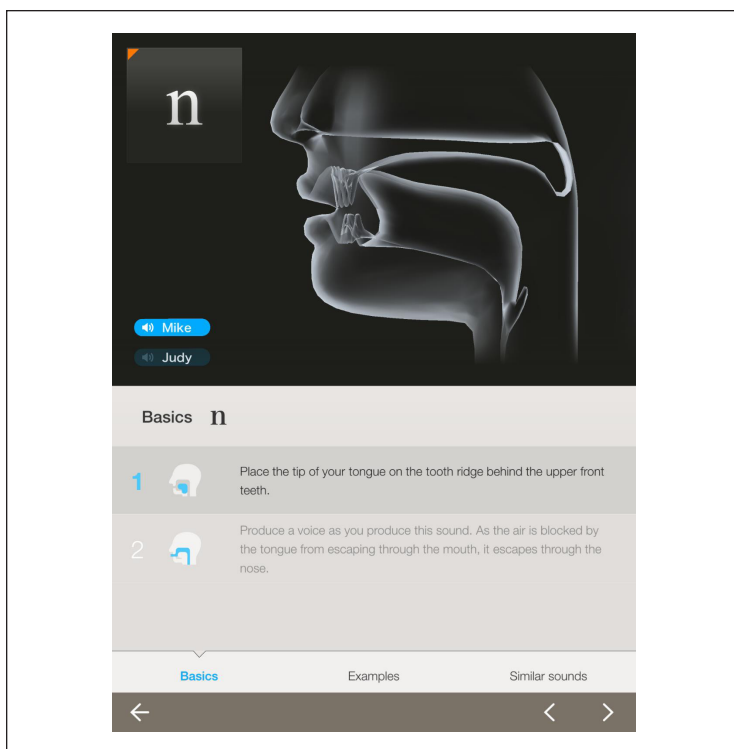 n
Mike
Judy
Basics n
1 Place the tip of your tongue on the tooth ridge behind the upper front
teeth.
2 Produce a voice as you produce this sound. As the air is blocked by
the tongue from escaping through the mouth, it escapes through the
nose.
Basics Examples Similar sounds